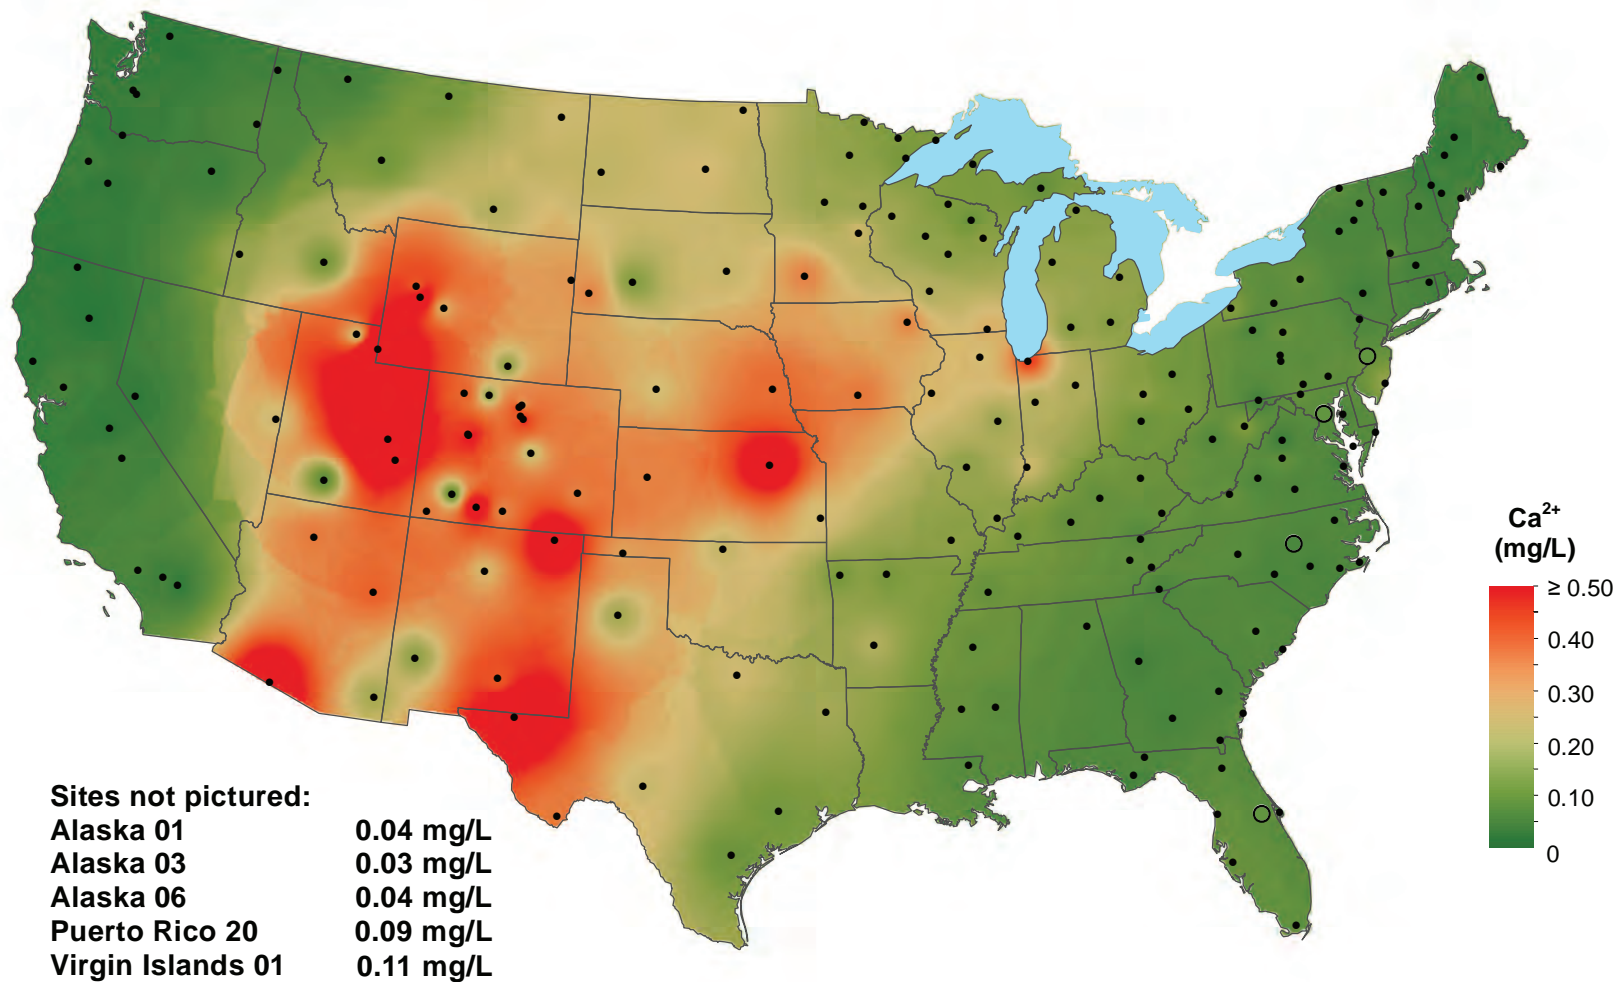 Ca2+
(mg/L)
≥ 0.50
0.40
0.30
0.20
0.10
0
Sites not pictured:
Alaska 01 0.04 mg/L
Alaska 03 0.03 mg/L
Alaska 06 0.04 mg/L
Puerto Rico 20 0.09 mg/L
Virgin Islands 01 0.11 mg/L